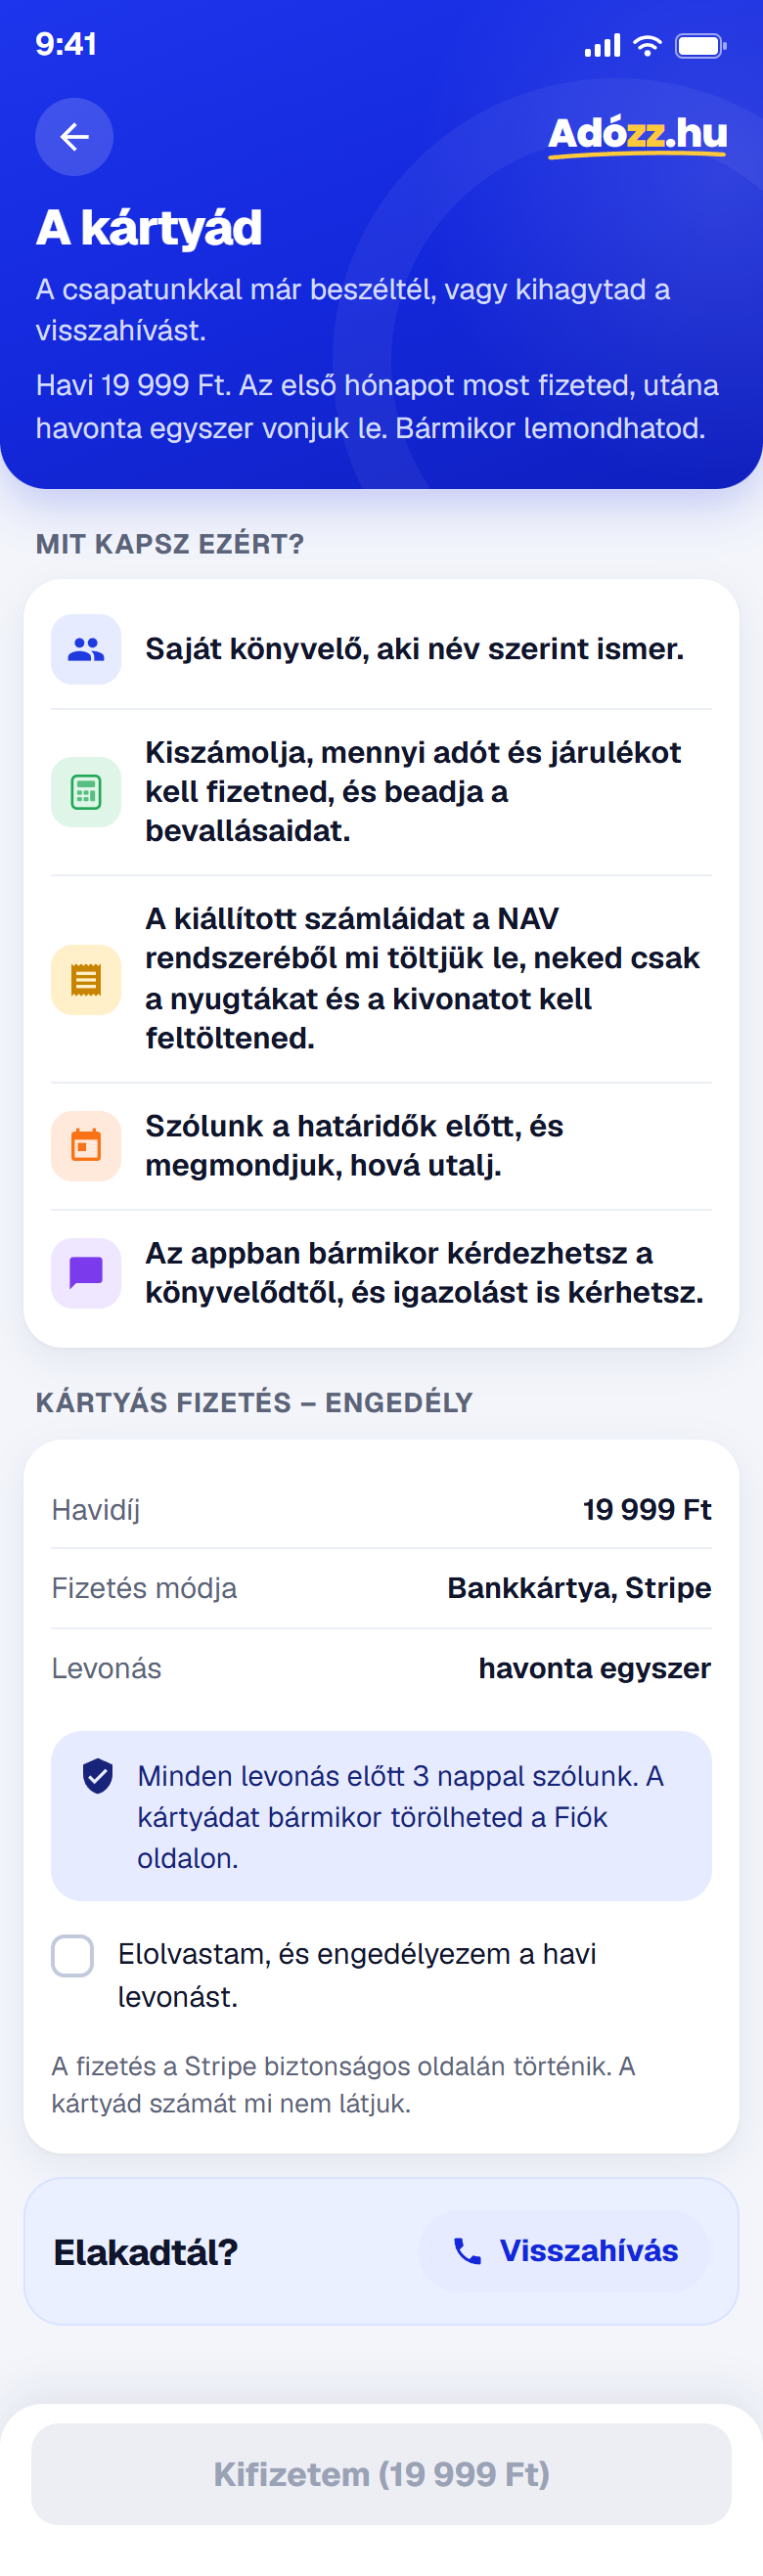 9:41
Adózz.hu
A kártyád
A csapatunkkal már beszéltél, vagy kihagytad a
visszahívást.
Havi 19 999 Ft. Az első hónapot most fizeted, utána
havonta egyszer vonjuk le. Bármikor lemondhatod.
MIT KAPSZ EZÉRT?
Saját könyvelő, aki név szerint ismer.
Kiszámolja, mennyi adót és járulékot
kell fizetned, és beadja a
bevallásaidat.
A kiállított számláidat a NAV
rendszeréből mi töltjük le, neked csak
a nyugtákat és a kivonatot kell
feltöltened.
Szólunk a határidők előtt, és
megmondjuk, hová utalj.
Az appban bármikor kérdezhetsz a
könyvelődtől, és igazolást is kérhetsz.
KÁRTYÁS FIZETÉS – ENGEDÉLY
Havidíj 19 999 Ft
Fizetés módja Bankkártya, Stripe
Levonás havonta egyszer
Minden levonás előtt 3 nappal szólunk. A
kártyádat bármikor törölheted a Fiók
oldalon.
Elolvastam, és engedélyezem a havi
levonást.
A fizetés a Stripe biztonságos oldalán történik. A
kártyád számát mi nem látjuk.
Elakadtál? Visszahívás
Kifizetem (19 999 Ft)